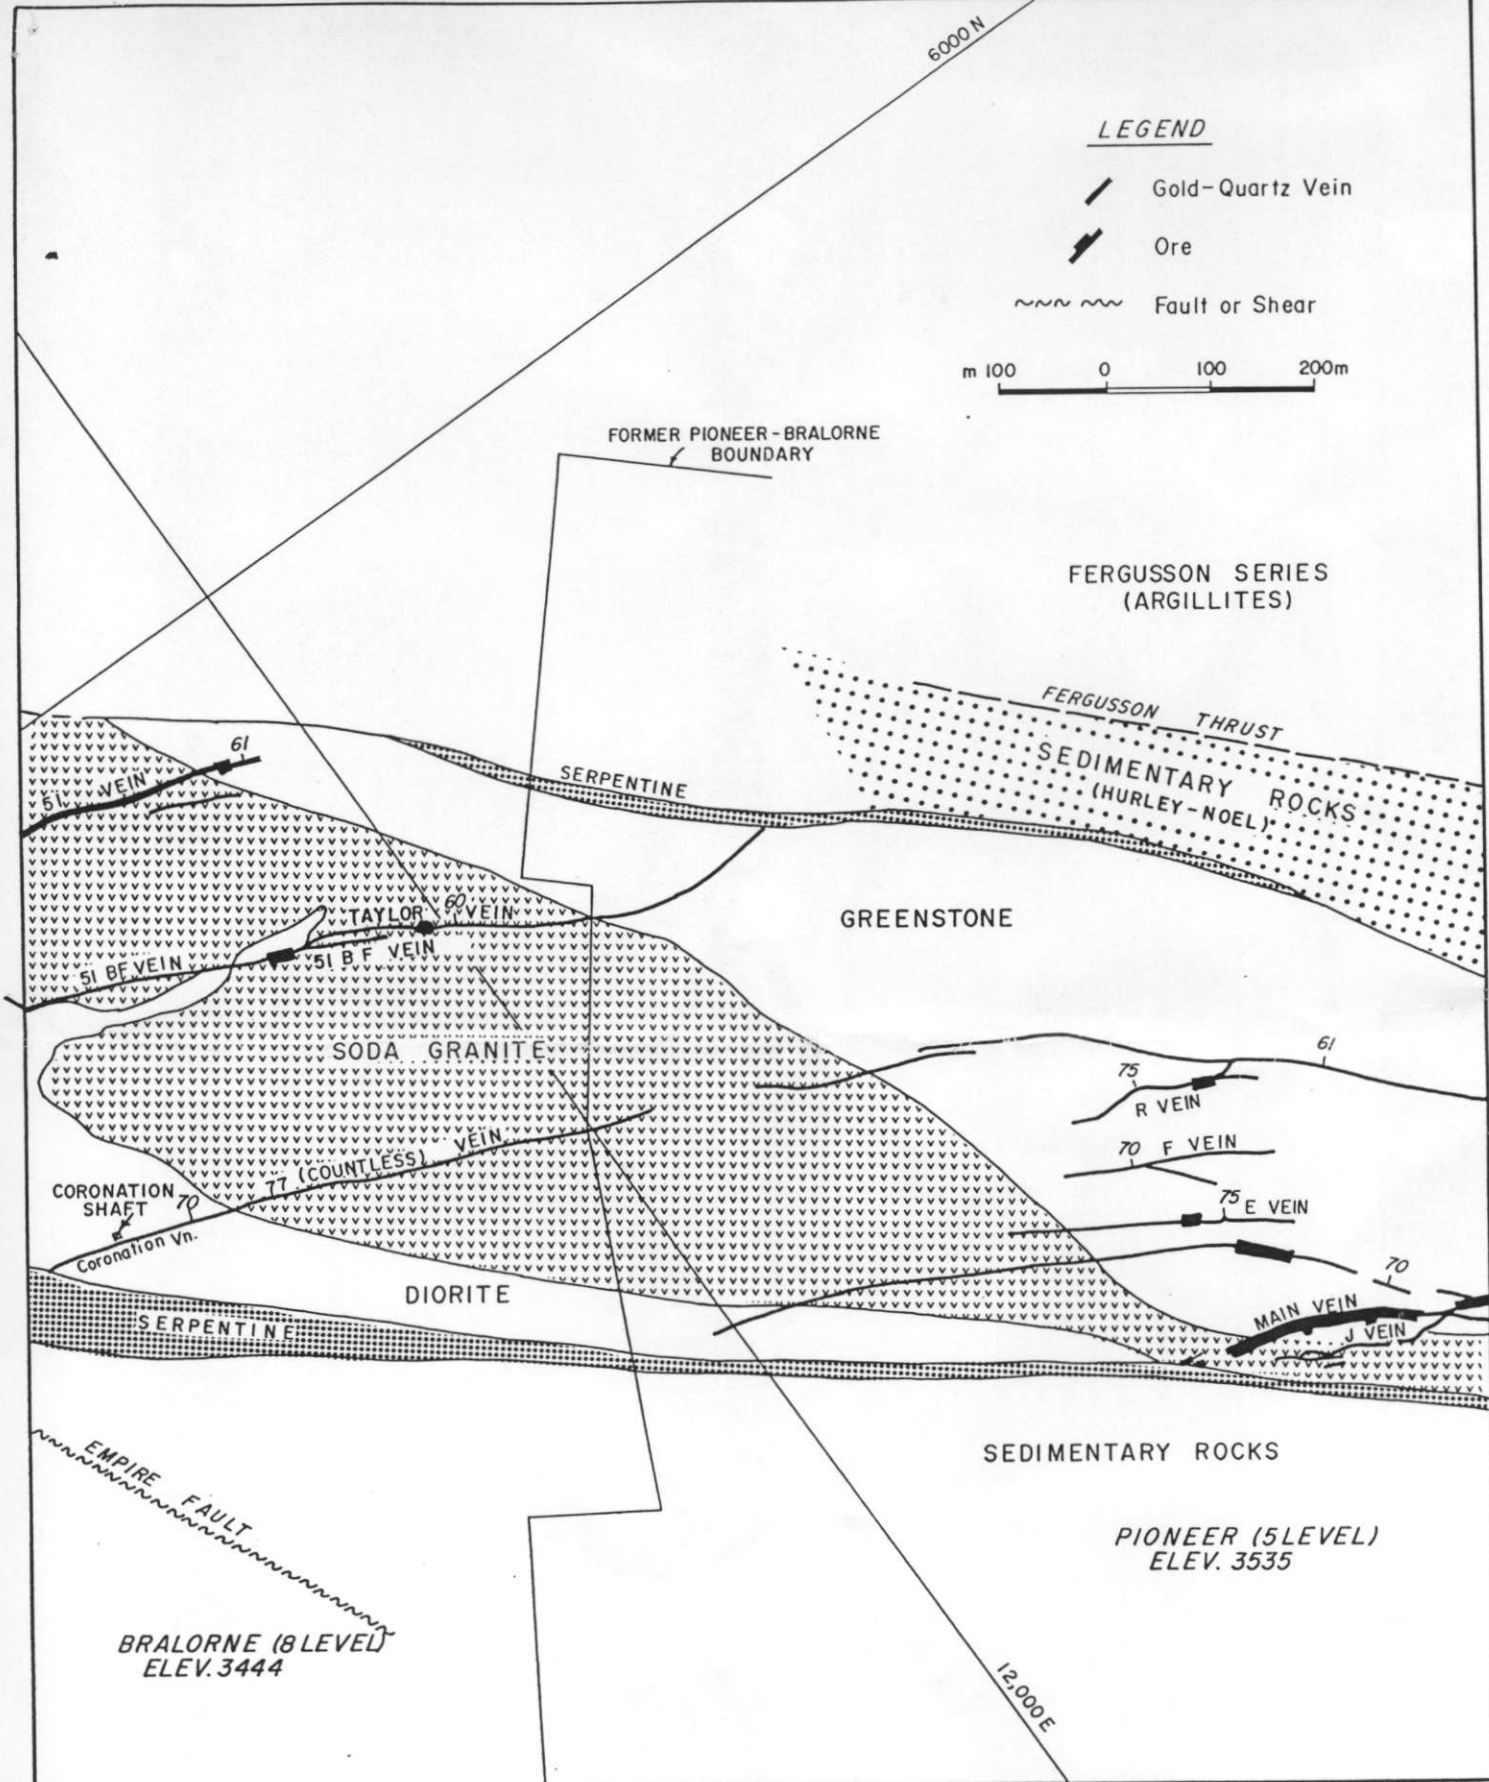 6000 N
LEGEND
Gold-Quartz Vein
Ore
Fault or Shear
m 100 0 100 200m
FORMER PIONEER-BRALORNE
BOUNDARY
FERGUSSON SERIES
(ARGILLITES)
FERGUSSON THRUST
SEDIMENTARY ROCKS
(HURLEY-NOEL)
61
51 VEIN
SERPENTINE
GREENSTONE
TAYLOR 60 VEIN
51 BF VEIN
51 B F VEIN
SODA GRANITE
61
75
R VEIN
70 F VEIN
75 E VEIN
77 (COUNTLESS) VEIN
CORONATION
SHAFT
70
Coronation Vn.
DIORITE
70
MAIN VEIN
J VEIN
SERPENTINE
SEDIMENTARY ROCKS
EMPIRE FAULT
PIONEER (5 LEVEL)
ELEV. 3535
BRALORNE (8 LEVEL)
ELEV. 3444
12,000 E